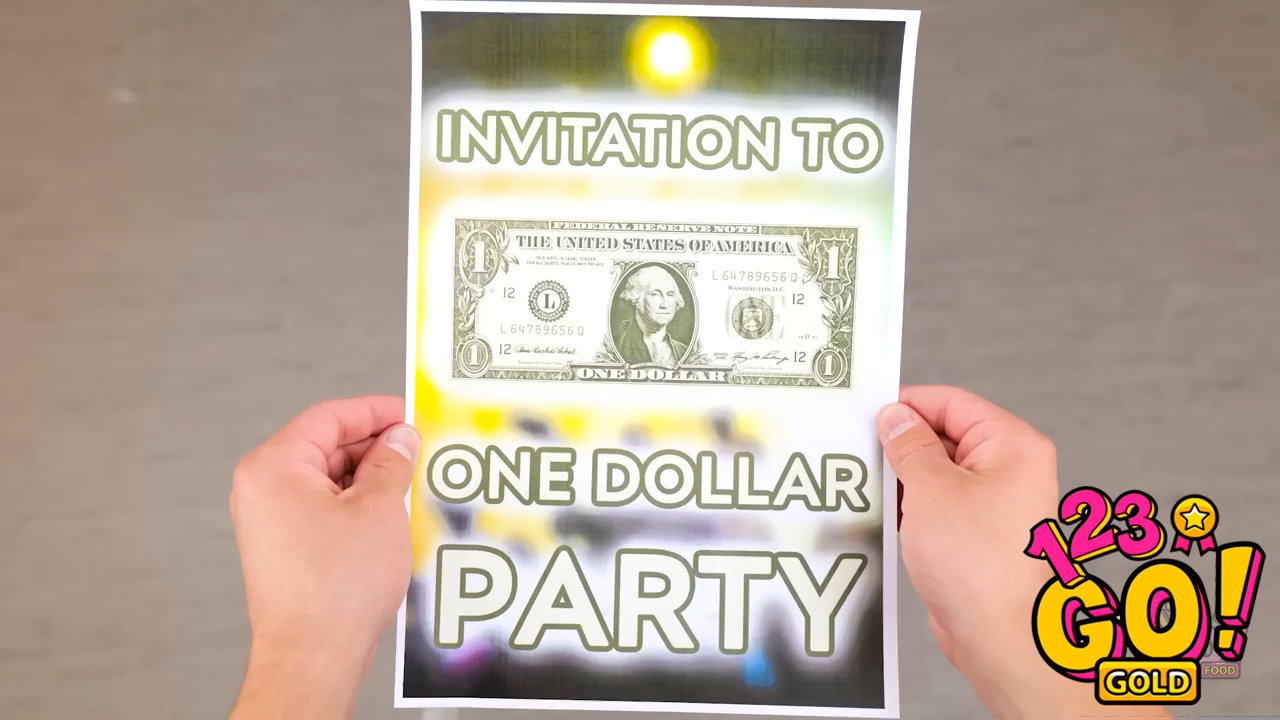 INVITATION TO
FEDERAL RESERVE NOTE
THE UNITED STATES OF AMERICA
THIS NOTE IS LEGAL TENDER
FOR ALL DEBTS, PUBLIC AND PRIVATE
1
1
L 64789656 Q
WASHINGTON, D.C.
12
L
12
L 64789656 Q
12
12
1
ONE DOLLAR
1
ONE DOLLAR
PARTY
123
GO!
GOLD
FOOD